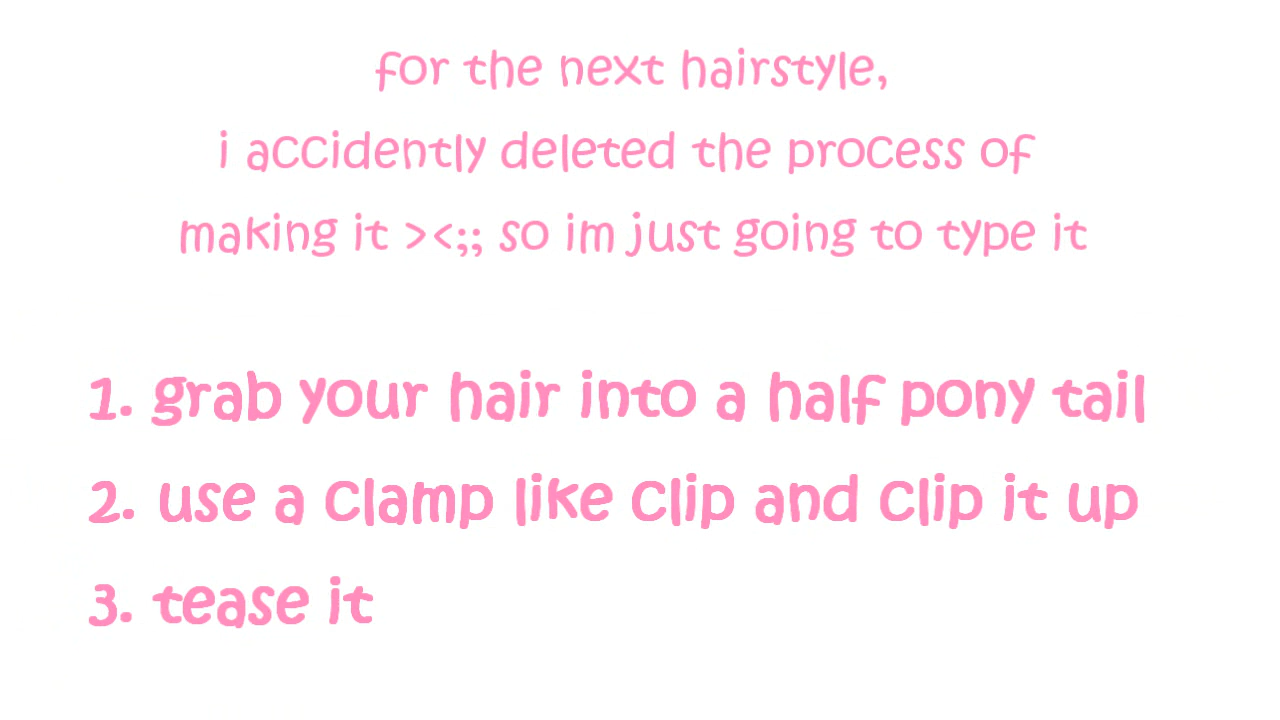 for the next hairstyle,
i accidently deleted the process of
making it ><;; so im just going to type it
1. grab your hair into a half pony tail
2. use a clamp like clip and clip it up
3. tease it